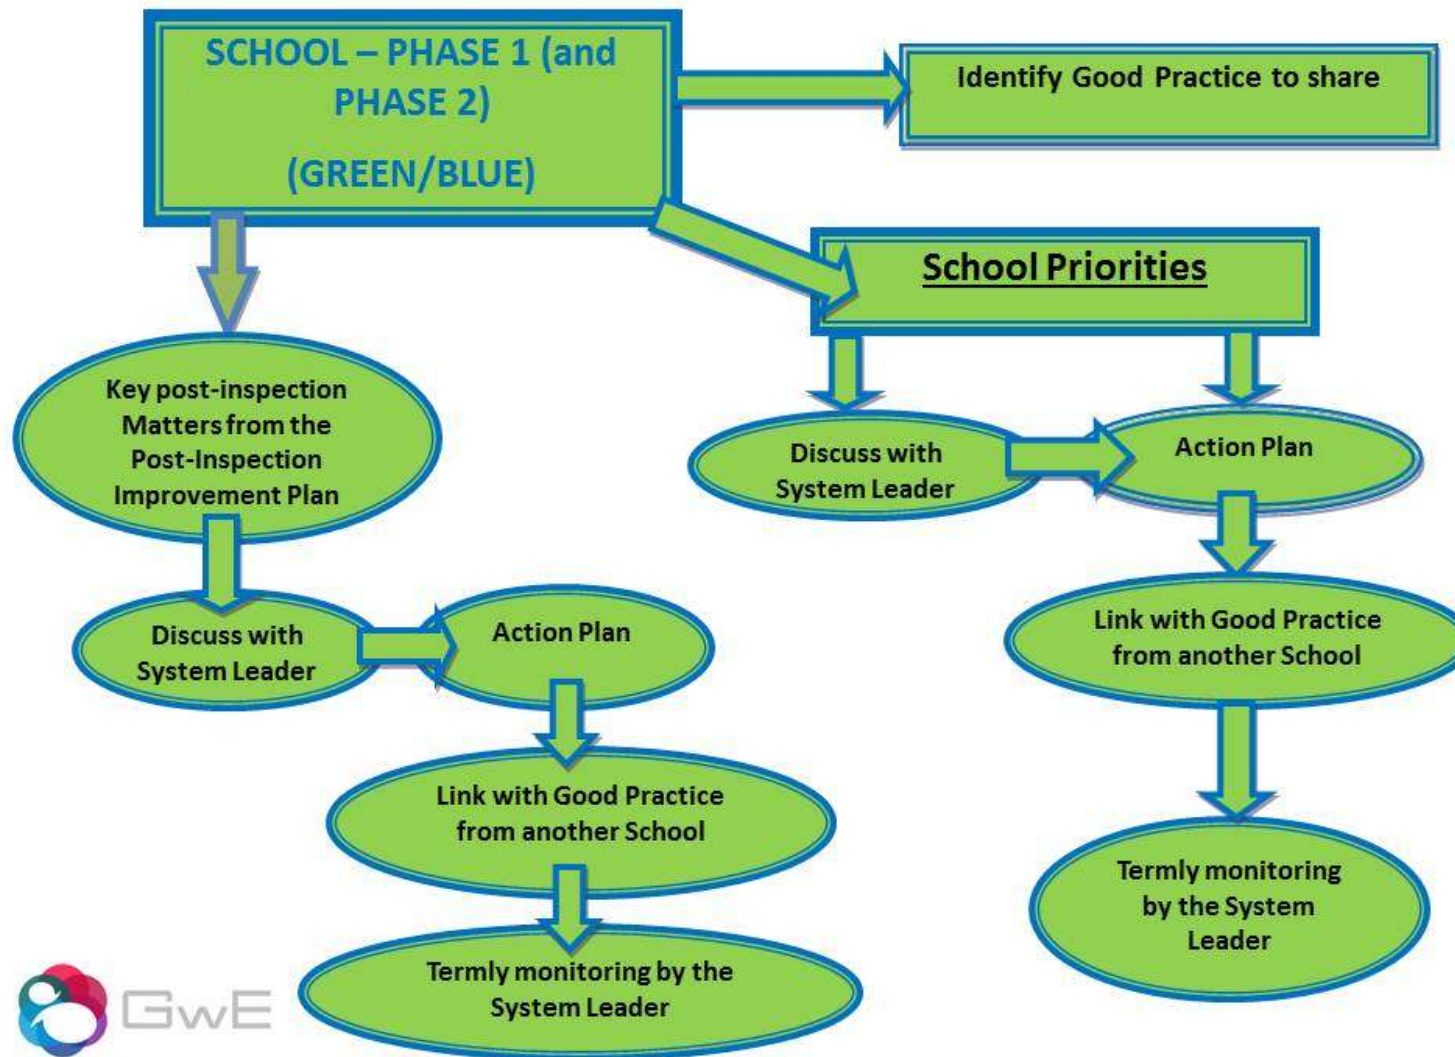 SCHOOL – PHASE 1 (and
PHASE 2)
(GREEN/BLUE)
Identify Good Practice to share
School Priorities
Key post-inspection
Matters from the
Post-Inspection
Improvement Plan
Discuss with
System Leader
Action Plan
Link with Good Practice
from another School
Termly monitoring by the
System Leader
Discuss with
System Leader
Action Plan
Link with Good Practice
from another School
Termly monitoring
by the System
Leader
GwE